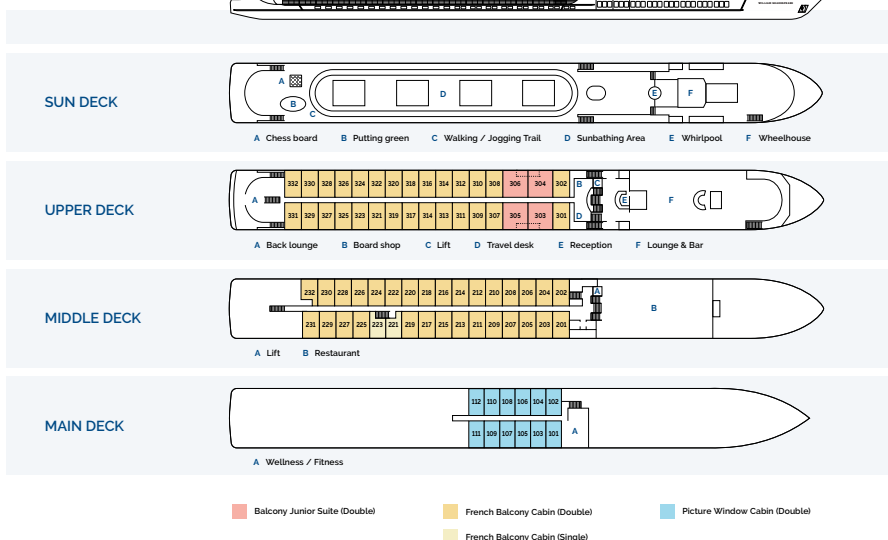 SUN DECK
A
B
C
D
E
F
A Chess board B Putting green C Walking / Jogging Trail D Sunbathing Area E Whirlpool F Wheelhouse
UPPER DECK
332 330 328 326 324 322 320 318 316 314 312 310 308 306 304 302 B C
A E F
331 329 327 325 323 321 319 317 314 313 311 309 307 305 303 301 D
A Back lounge B Board shop C Lift D Travel desk E Reception F Lounge & Bar
MIDDLE DECK
232 230 228 226 224 222 220 218 216 214 212 210 208 206 204 202 A
B
231 229 227 225 223 221 219 217 215 213 211 209 207 205 203 201
A Lift B Restaurant
MAIN DECK
112 110 108 106 104 102
111 109 107 105 103 101 A
A Wellness / Fitness
Balcony Junior Suite (Double) French Balcony Cabin (Double) Picture Window Cabin (Double)
French Balcony Cabin (Single)